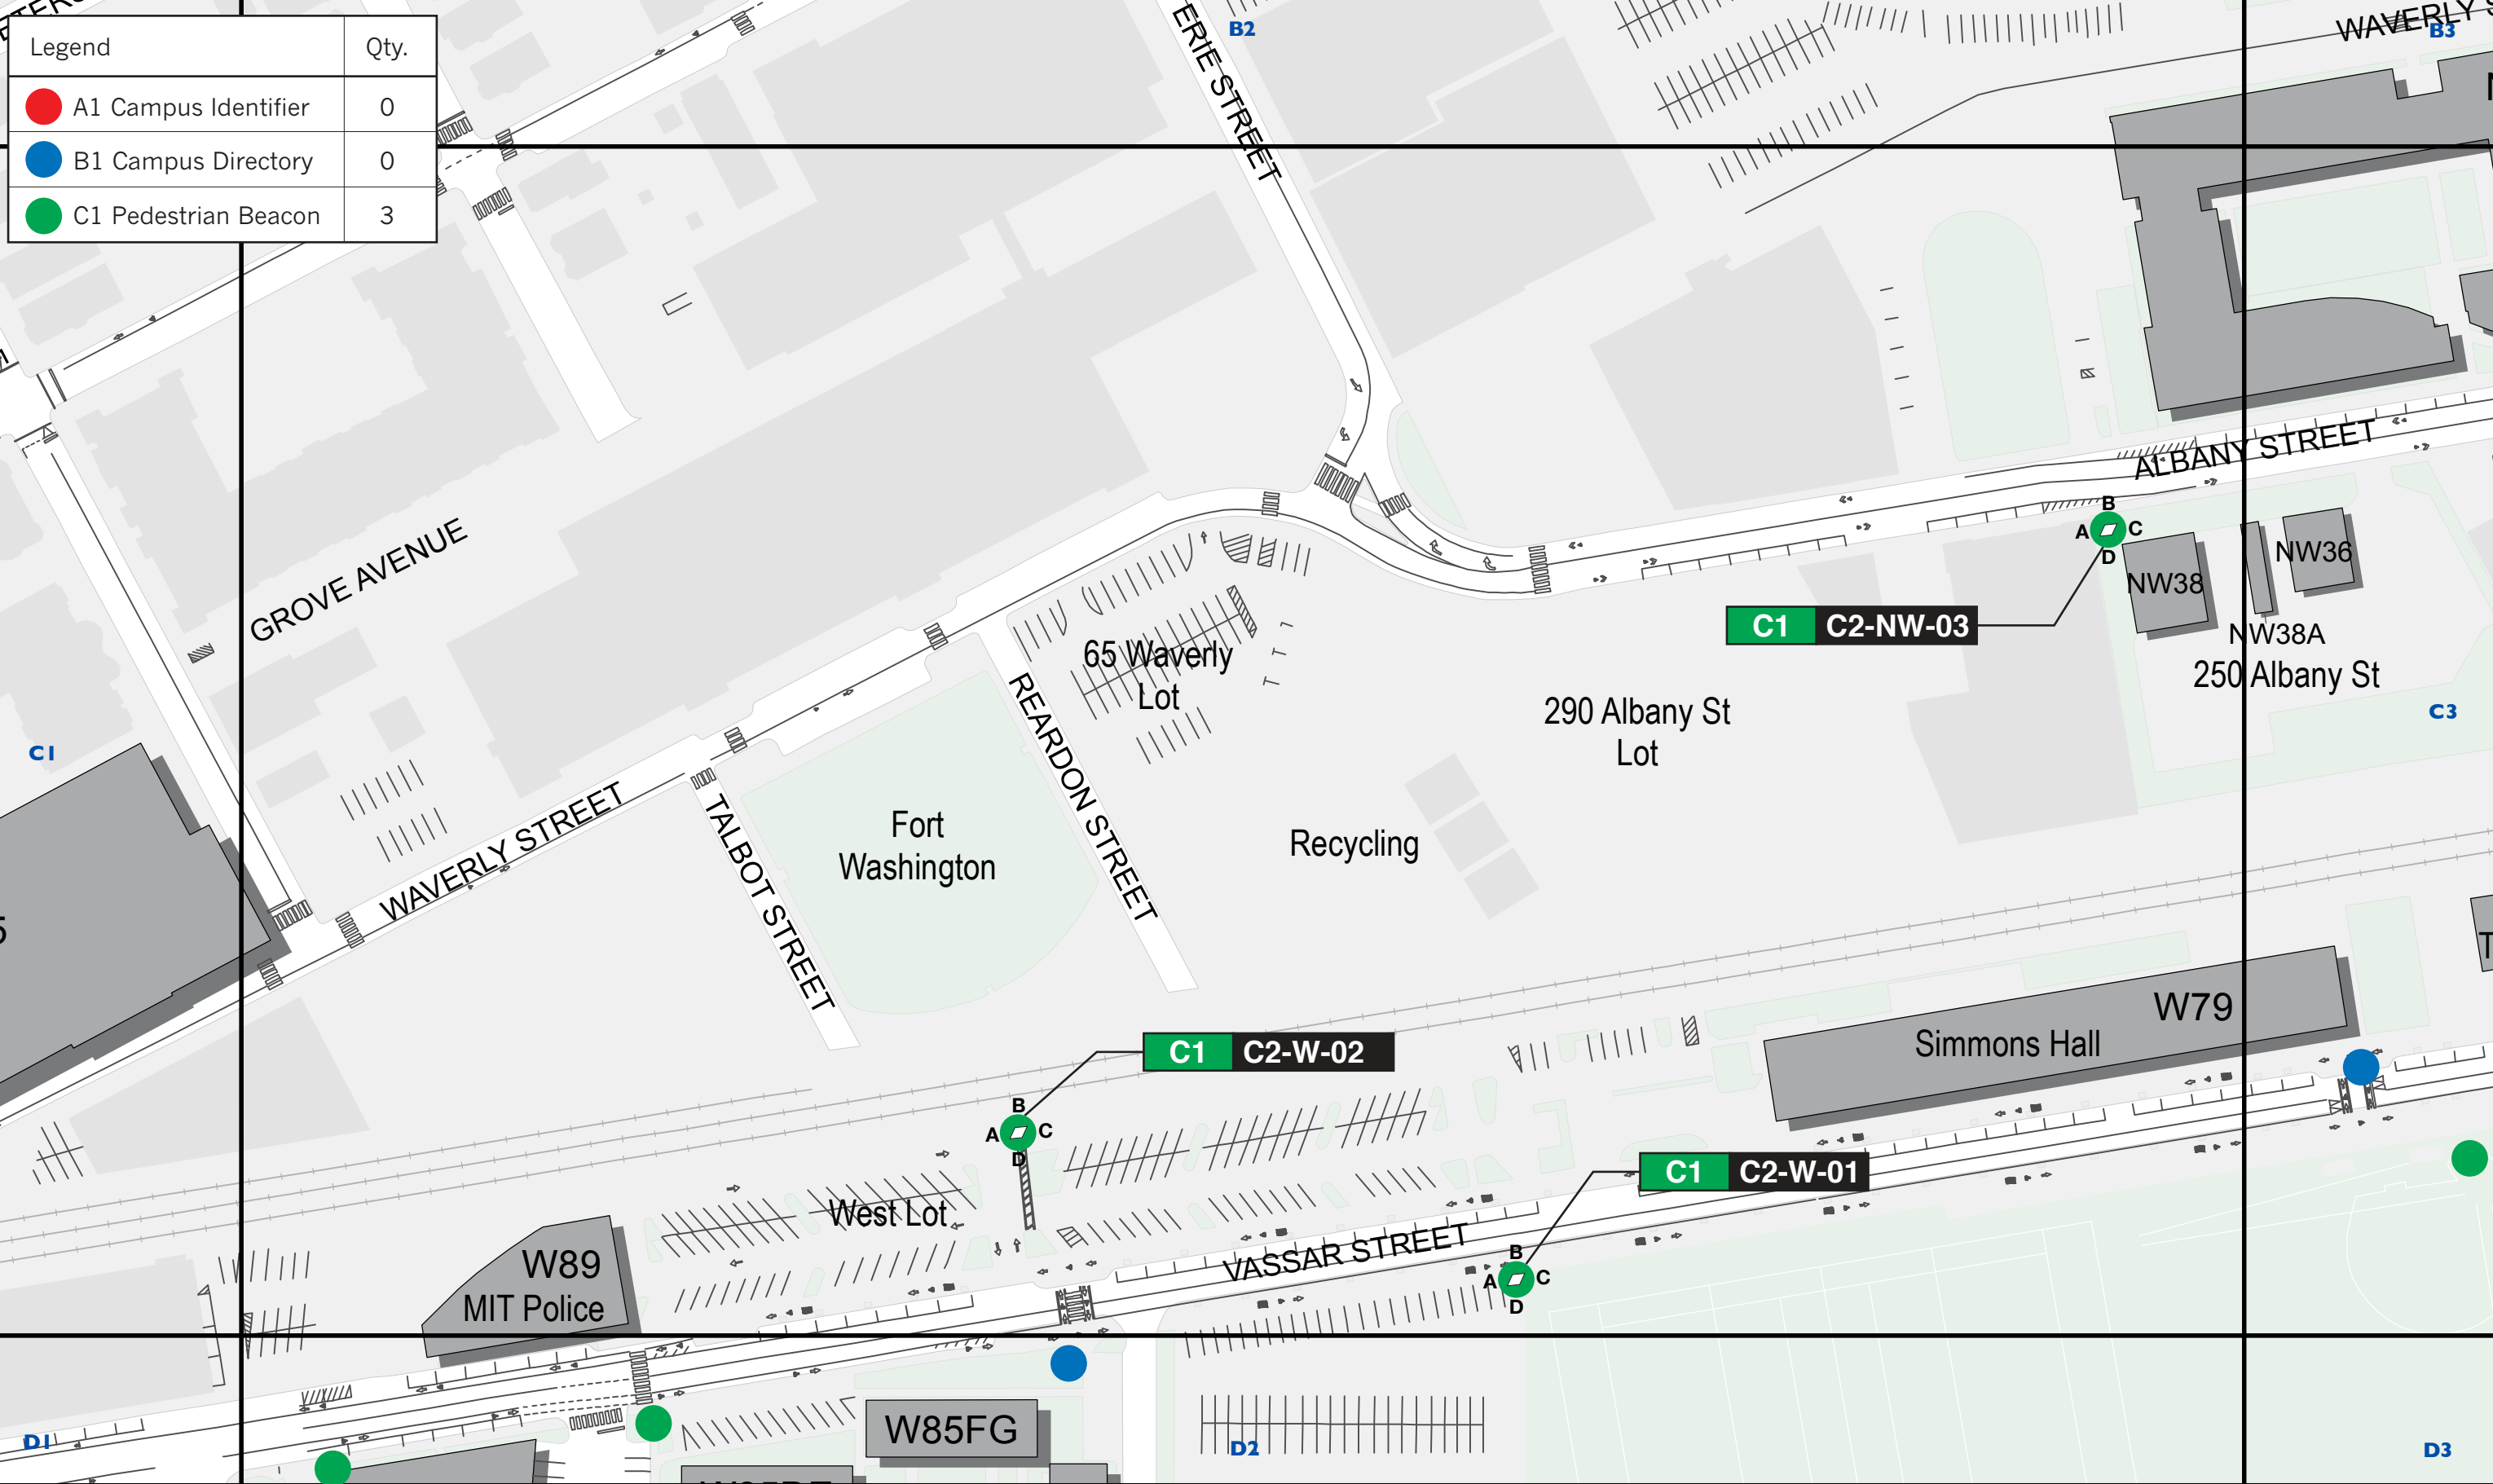 Legend Qty.
A1 Campus Identifier 0
B1 Campus Directory 0
C1 Pedestrian Beacon 3
B2
B3
WAVERLY S
ERIE STREET
ALBANY STREET
GROVE AVENUE
B
A C
D
NW38
NW36
NW38A
250 Albany St
C1 C2-NW-03
65 Waverly
Lot
290 Albany St
Lot
REARDON STREET
C1
C3
WAVERLY STREET
TALBOT STREET
Fort
Washington
Recycling
5
W79
Simmons Hall
T
C1 C2-W-02
B
A C
D
C1 C2-W-01
West Lot
VASSAR STREET
B
A C
D
W89
MIT Police
W85FG
D1
D2
D3